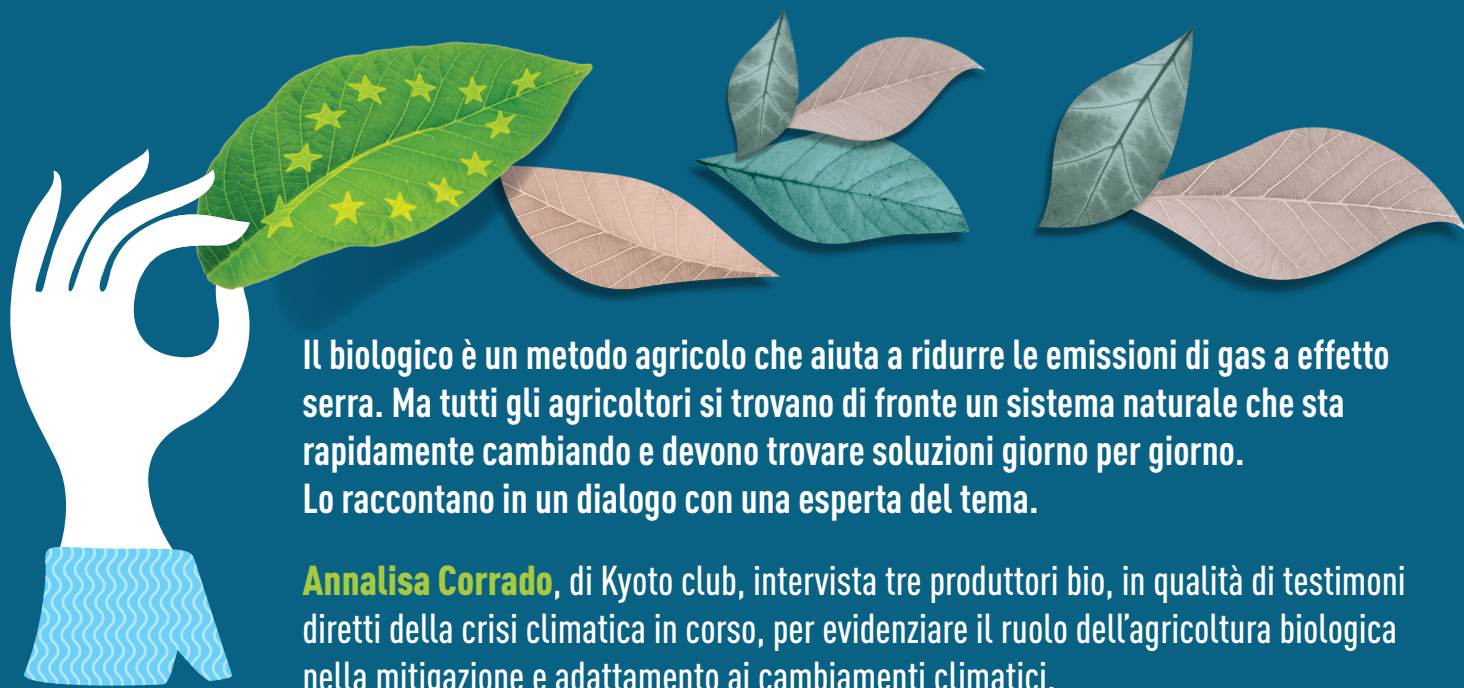 Il biologico è un metodo agricolo che aiuta a ridurre le emissioni di gas a effetto
serra. Ma tutti gli agricoltori si trovano di fronte un sistema naturale che sta
rapidamente cambiando e devono trovare soluzioni giorno per giorno.
Lo raccontano in un dialogo con una esperta del tema.
Annalisa Corrado, di Kyoto club, intervista tre produttori bio, in qualità di testimoni
diretti della crisi climatica in corso, per evidenziare il ruolo dell'agricoltura biologica
nella mitigazione e adattamento ai cambiamenti climatici.